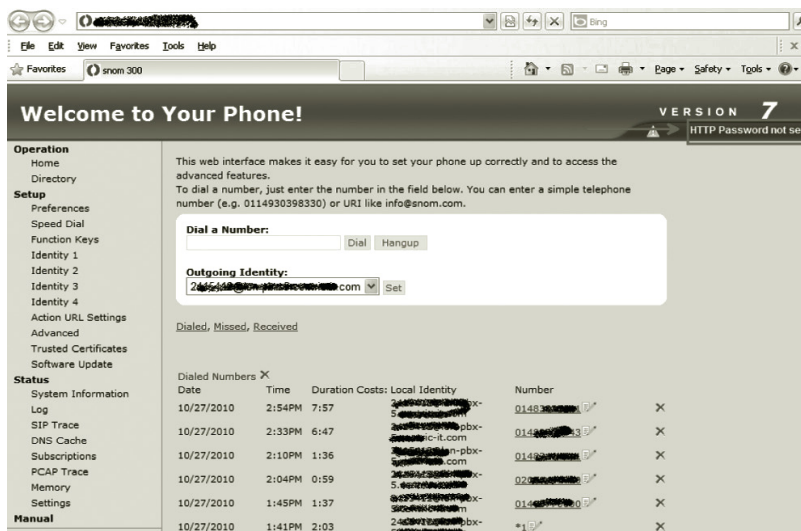 Bing
File Edit View Favorites Tools Help
Favorites snom 300 Page Safety Tools
Welcome to Your Phone!
VERSION 7
HTTP Password not se
Operation
Home
Directory
Setup
Preferences
Speed Dial
Function Keys
Identity 1
Identity 2
Identity 3
Identity 4
Action URL Settings
Advanced
Trusted Certificates
Software Update
Status
System Information
Log
SIP Trace
DNS Cache
Subscriptions
PCAP Trace
Memory
Settings
Manual
This web interface makes it easy for you to set your phone up correctly and to access the
advanced features.
To dial a number, just enter the number in the field below. You can enter a simple telephone
number (e.g. 0114930398330) or URI like info@snom.com.
Dial a Number:
Dial Hangup
Outgoing Identity:
com Set
Dialed, Missed, Received
Dialed Numbers
Date Time Duration Costs: Local Identity Number
10/27/2010 2:54PM 7:57
10/27/2010 2:33PM 6:47
10/27/2010 2:10PM 1:36
10/27/2010 2:04PM 0:59
10/27/2010 1:45PM 1:37
10/27/2010 1:41PM 2:03 *1